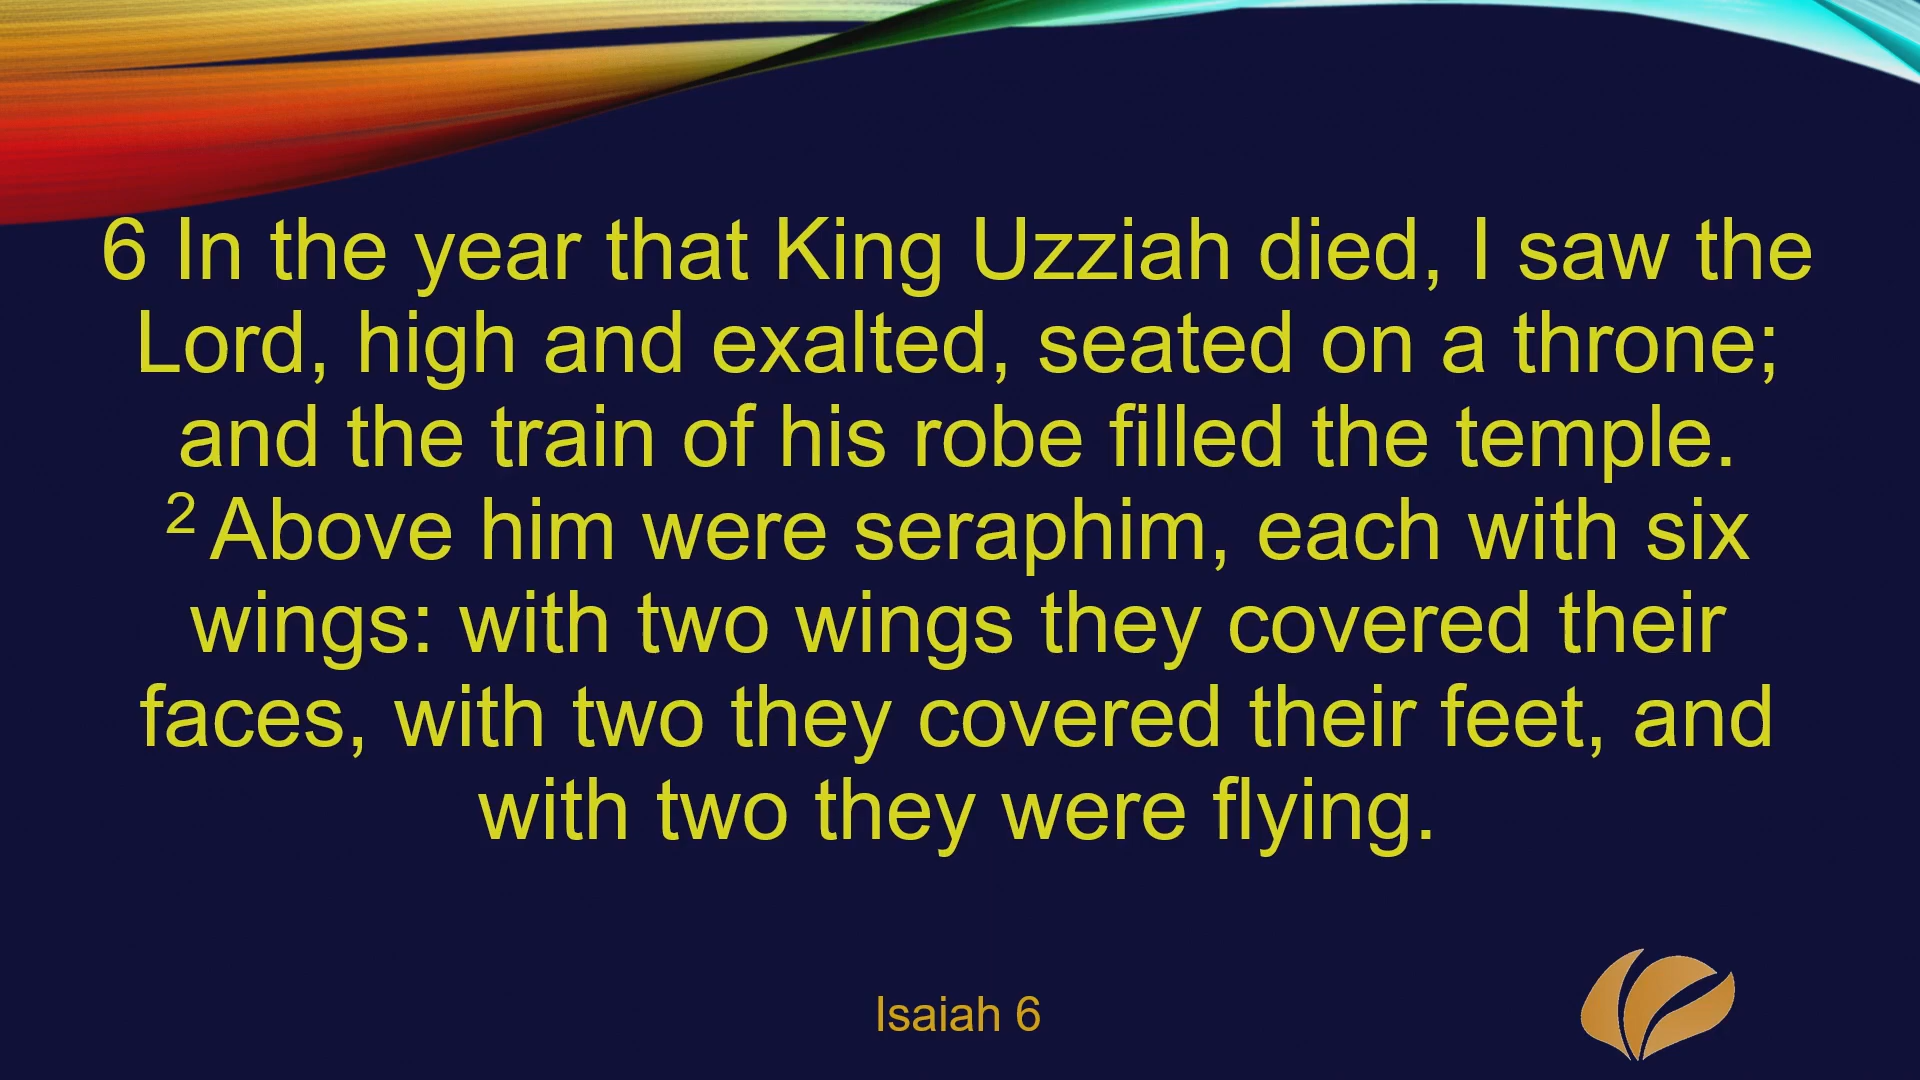 6 In the year that King Uzziah died, I saw the
Lord, high and exalted, seated on a throne;
and the train of his robe filled the temple.
2 Above him were seraphim, each with six
wings: with two wings they covered their
faces, with two they covered their feet, and
with two they were flying.
Isaiah 6